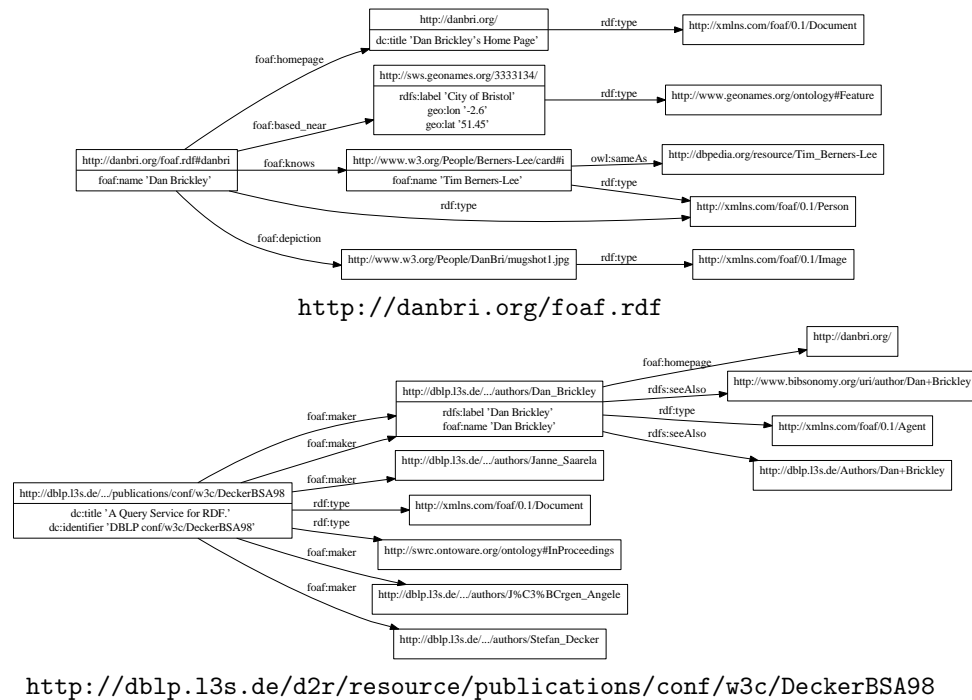 http://danbri.org/
dc:title 'Dan Brickley's Home Page'
rdf:type
http://xmlns.com/foaf/0.1/Document
foaf:homepage
http://sws.geonames.org/3333134/
rdfs:label 'City of Bristol'
geo:lon '-2.6'
geo:lat '51.45'
rdf:type
http://www.geonames.org/ontology#Feature
foaf:based_near
http://danbri.org/foaf.rdf#danbri
foaf:name 'Dan Brickley'
foaf:knows
http://www.w3.org/People/Berners-Lee/card#i
foaf:name 'Tim Berners-Lee'
owl:sameAs
http://dbpedia.org/resource/Tim_Berners-Lee
rdf:type
rdf:type
http://xmlns.com/foaf/0.1/Person
foaf:depiction
http://www.w3.org/People/DanBri/mugshot1.jpg
rdf:type
http://xmlns.com/foaf/0.1/Image
http://danbri.org/foaf.rdf
http://danbri.org/
foaf:homepage
http://dblp.l3s.de/.../authors/Dan_Brickley
rdfs:label 'Dan Brickley'
foaf:name 'Dan Brickley'
rdfs:seeAlso
http://www.bibsonomy.org/uri/author/Dan+Brickley
rdf:type
http://xmlns.com/foaf/0.1/Agent
rdfs:seeAlso
http://dblp.l3s.de/Authors/Dan+Brickley
foaf:maker
foaf:maker
foaf:maker
http://dblp.l3s.de/.../authors/Janne_Saarela
http://dblp.l3s.de/.../publications/conf/w3c/DeckerBSA98
dc:title 'A Query Service for RDF.'
dc:identifier 'DBLP conf/w3c/DeckerBSA98'
rdf:type
http://xmlns.com/foaf/0.1/Document
rdf:type
http://swrc.ontoware.org/ontology#InProceedings
foaf:maker
http://dblp.l3s.de/.../authors/J%C3%BCrgen_Angele
foaf:maker
http://dblp.l3s.de/.../authors/Stefan_Decker
http://dblp.l3s.de/d2r/resource/publications/conf/w3c/DeckerBSA98